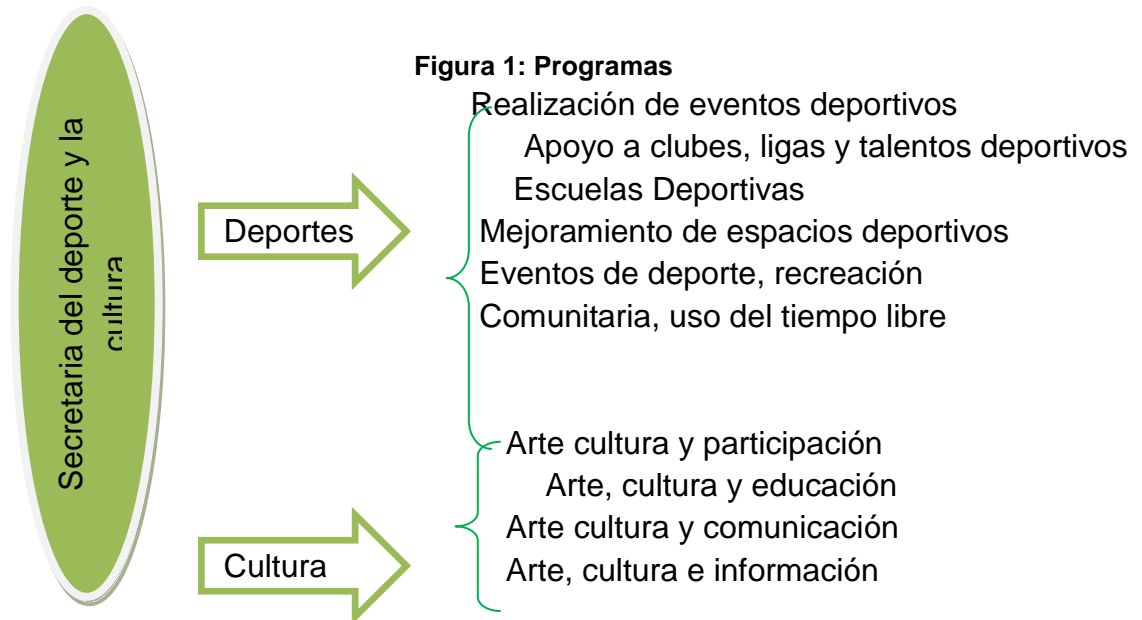 Figura 1: Programas
Secretaria del deporte y la
cultura
Deportes
Realización de eventos deportivos
Apoyo a clubes, ligas y talentos deportivos
Escuelas Deportivas
Mejoramiento de espacios deportivos
Eventos de deporte, recreación
Comunitaria, uso del tiempo libre
Cultura
Arte cultura y participación
Arte, cultura y educación
Arte cultura y comunicación
Arte, cultura e información